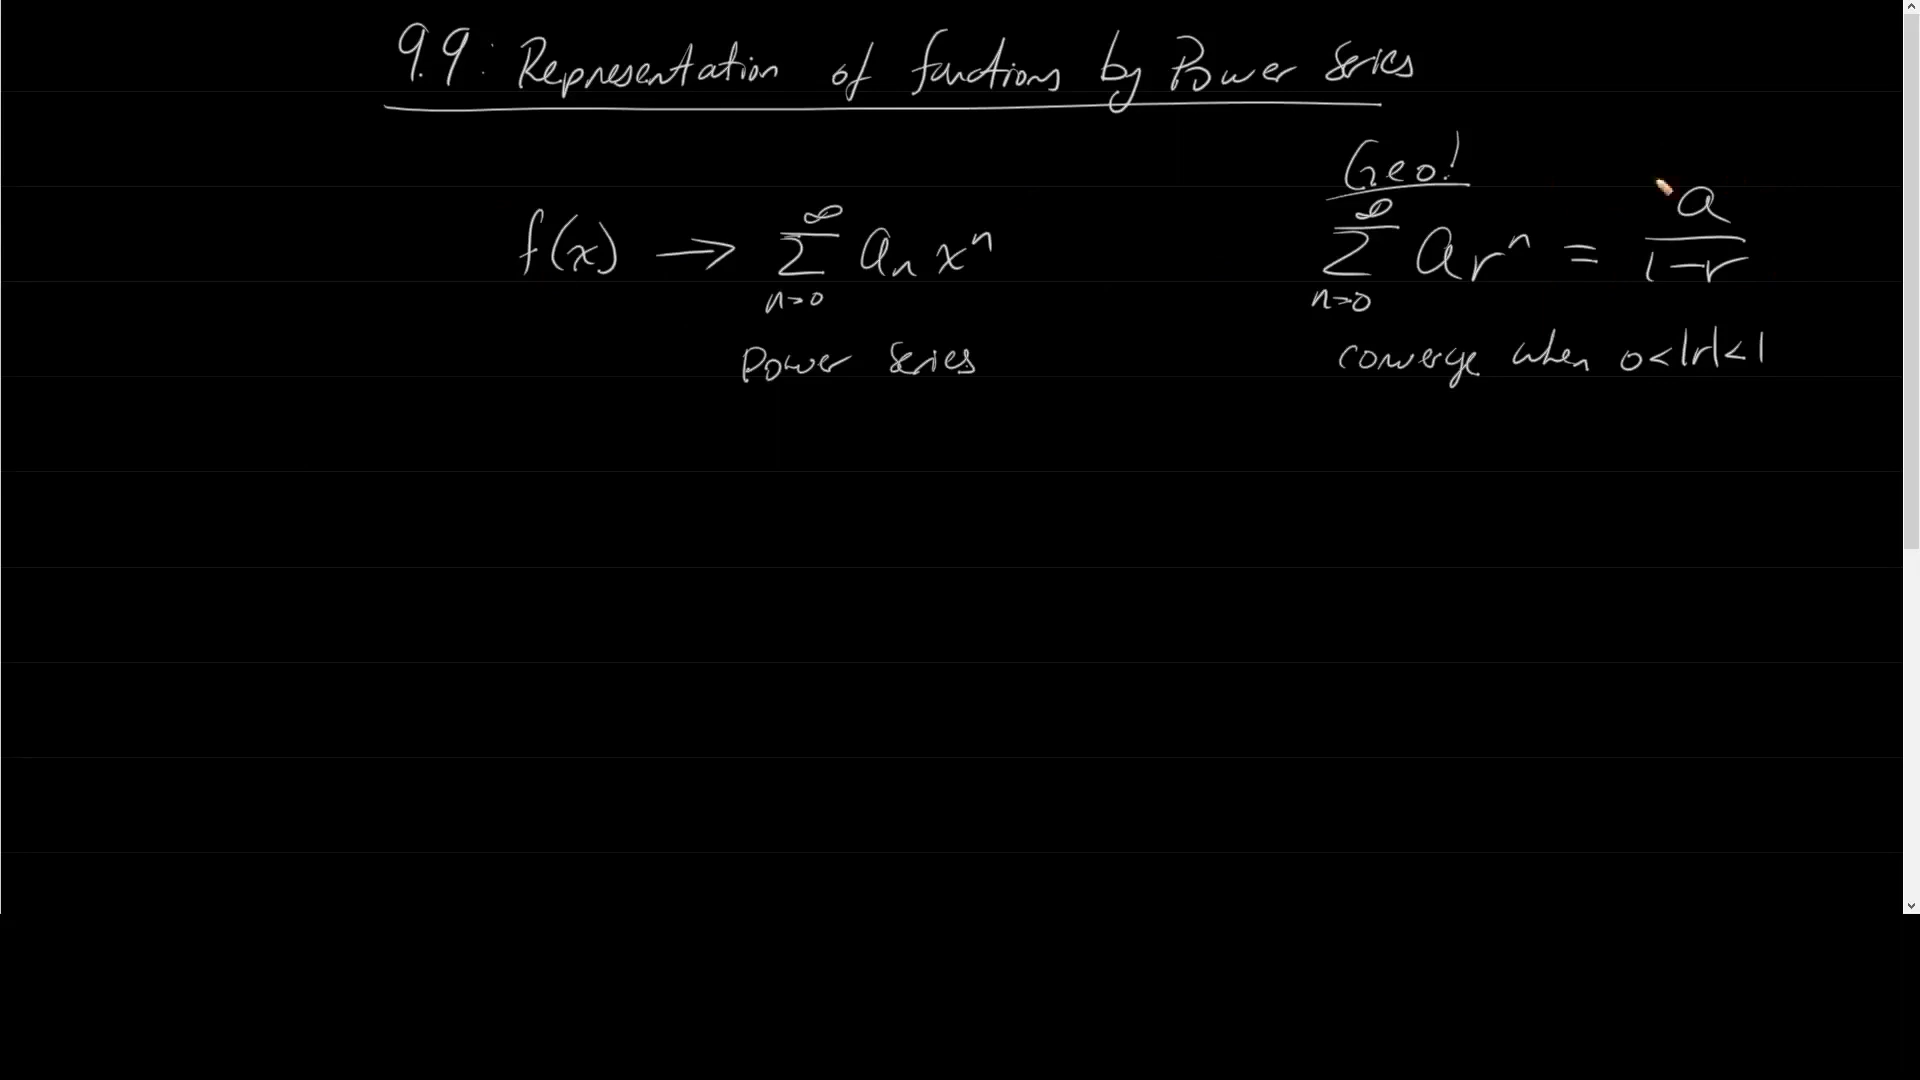 9.9: Representation of functions by Power Series
Geo!
f(x) → ∑_{n=0}^{∞} a_n x^n
∑_{n=0}^{∞} a r^n = a/(1-r)
Power Series
converge when 0<|r|<1